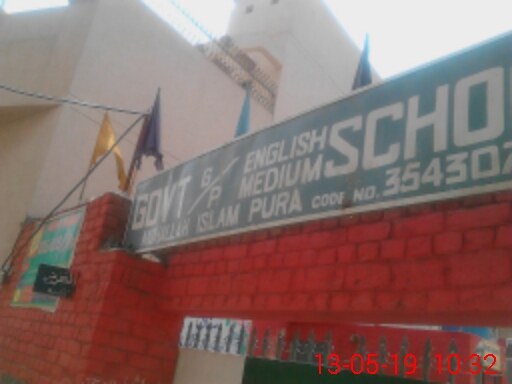 GOVT G/P ENGLISH MEDIUM SCHO
ISLAM PURA CODE NO. 354307
13-05-19 10:32